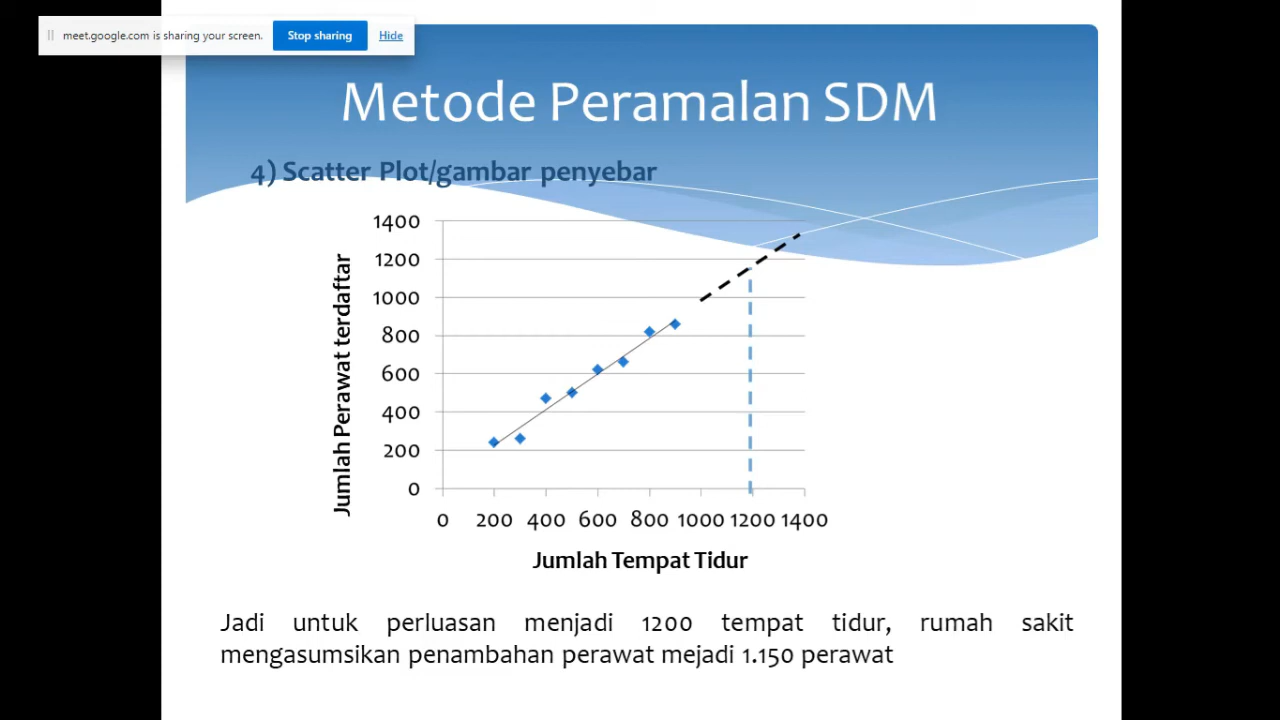 meet.google.com is sharing your screen. Stop sharing Hide
Metode Peramalan SDM
4) Scatter Plot/gambar penyebar
Jumlah Perawat terdaftar
1400
1200
1000
800
600
400
200
0
0 200 400 600 800 1000 1200 1400
Jumlah Tempat Tidur
Jadi untuk perluasan menjadi 1200 tempat tidur, rumah sakit
mengasumsikan penambahan perawat mejadi 1.150 perawat